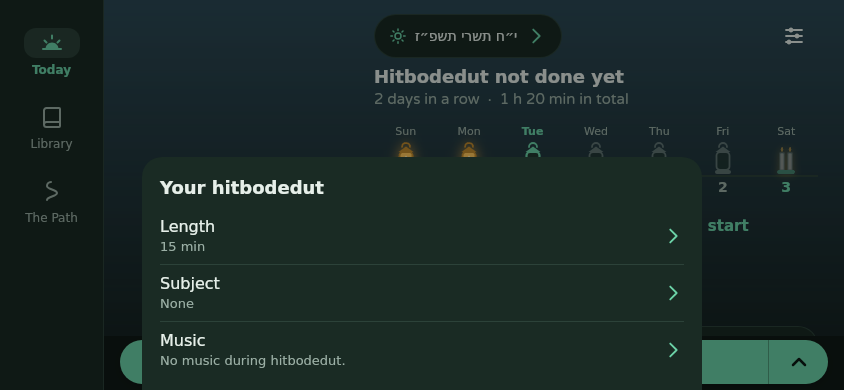 Today
Library
The Path
י״ח תשרי תשפ״ז
Hitbodedut not done yet
2 days in a row · 1 h 20 min in total
Sun Mon Tue Wed Thu Fri Sat
2 3
start
Your hitbodedut
Length
15 min
Subject
None
Music
No music during hitbodedut.